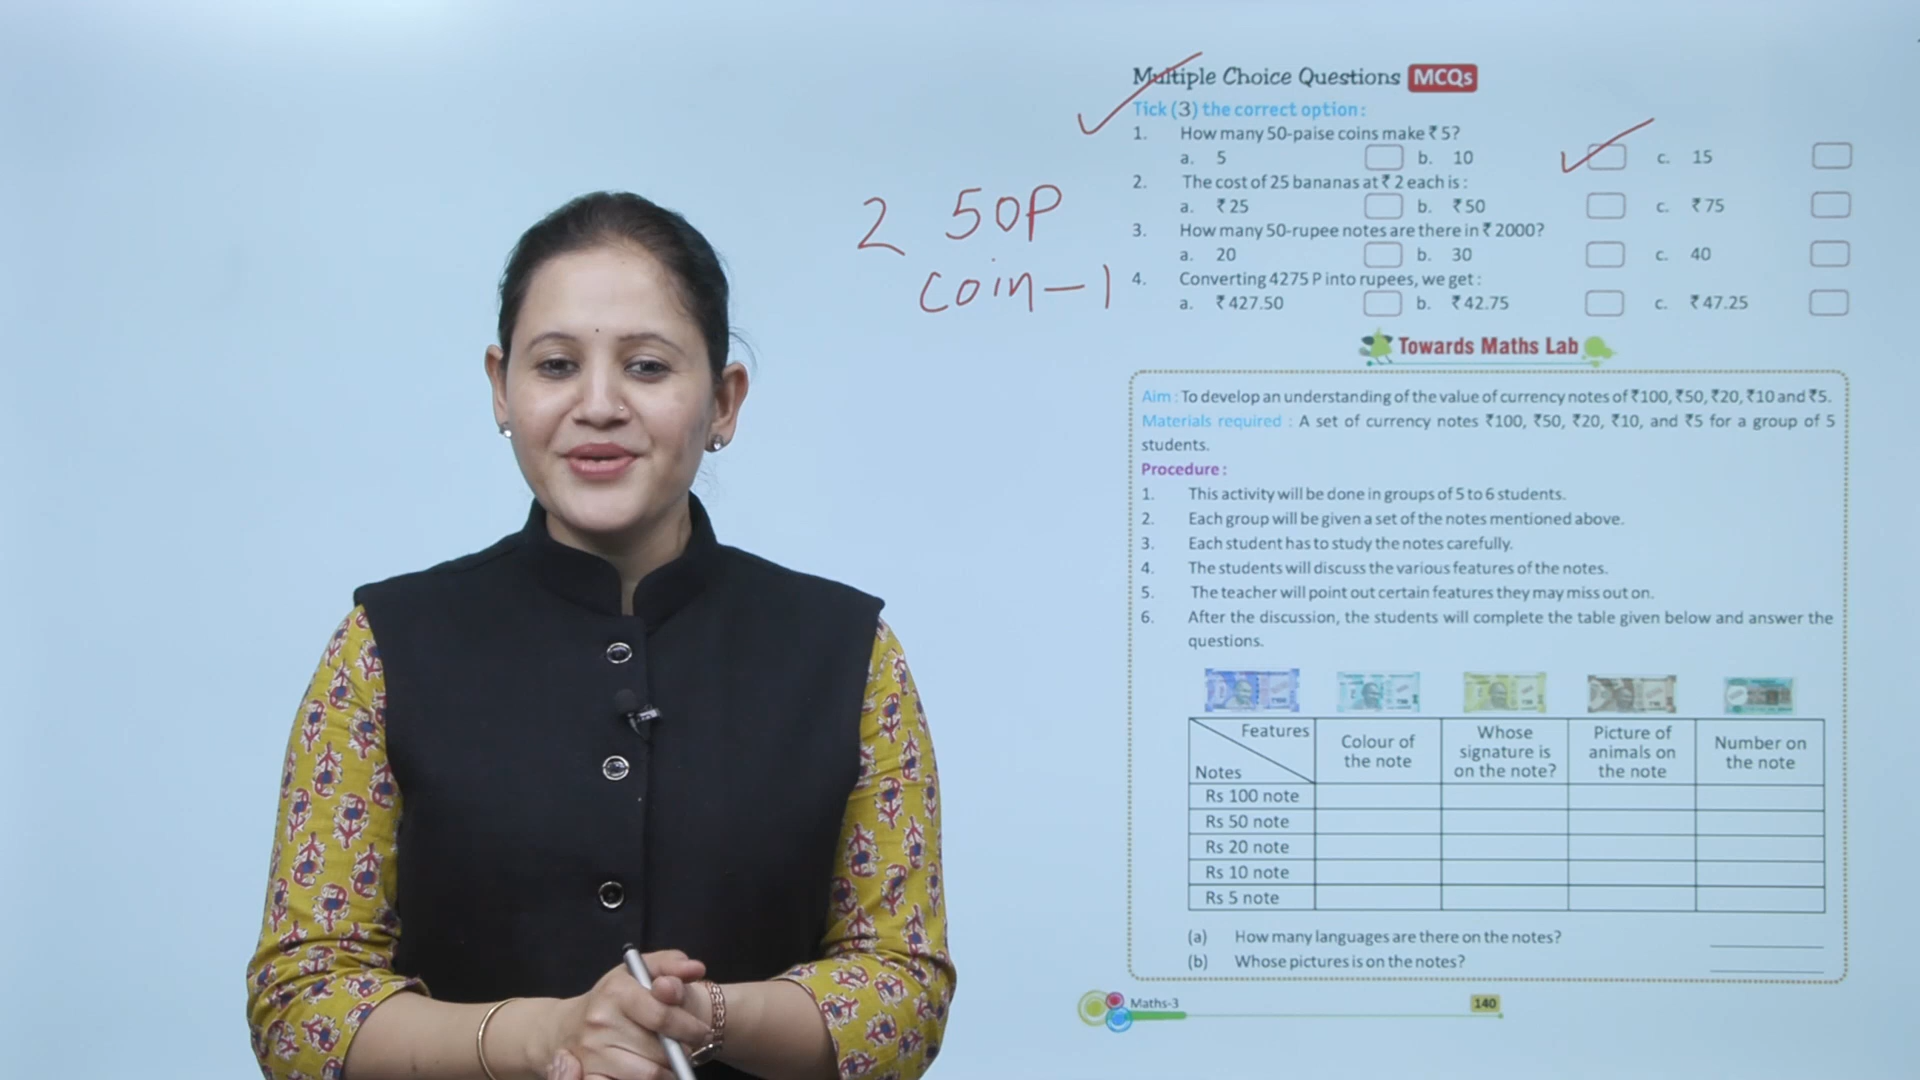 2 50P
coin-1
Multiple Choice Questions MCQs
Tick (3) the correct option:
1. How many 50-paise coins make ₹ 5?
a. 5 b. 10 c. 15
2. The cost of 25 bananas at ₹ 2 each is :
a. ₹ 25 b. ₹ 50 c. ₹ 75
3. How many 50-rupee notes are there in ₹ 2000?
a. 20 b. 30 c. 40
4. Converting 4275 P into rupees, we get :
a. ₹ 427.50 b. ₹ 42.75 c. ₹ 47.25
Towards Maths Lab
Aim : To develop an understanding of the value of currency notes of ₹100, ₹50, ₹20, ₹10 and ₹5.
Materials required : A set of currency notes ₹100, ₹50, ₹20, ₹10, and ₹5 for a group of 5
students.
Procedure :
1. This activity will be done in groups of 5 to 6 students.
2. Each group will be given a set of the notes mentioned above.
3. Each student has to study the notes carefully.
4. The students will discuss the various features of the notes.
5. The teacher will point out certain features they may miss out on.
6. After the discussion, the students will complete the table given below and answer the
questions.
Features
Notes
Colour of
the note
Whose
signature is
on the note?
Picture of
animals on
the note
Number on
the note
Rs 100 note
Rs 50 note
Rs 20 note
Rs 10 note
Rs 5 note
(a) How many languages are there on the notes?
(b) Whose pictures is on the notes?
Maths-3
140